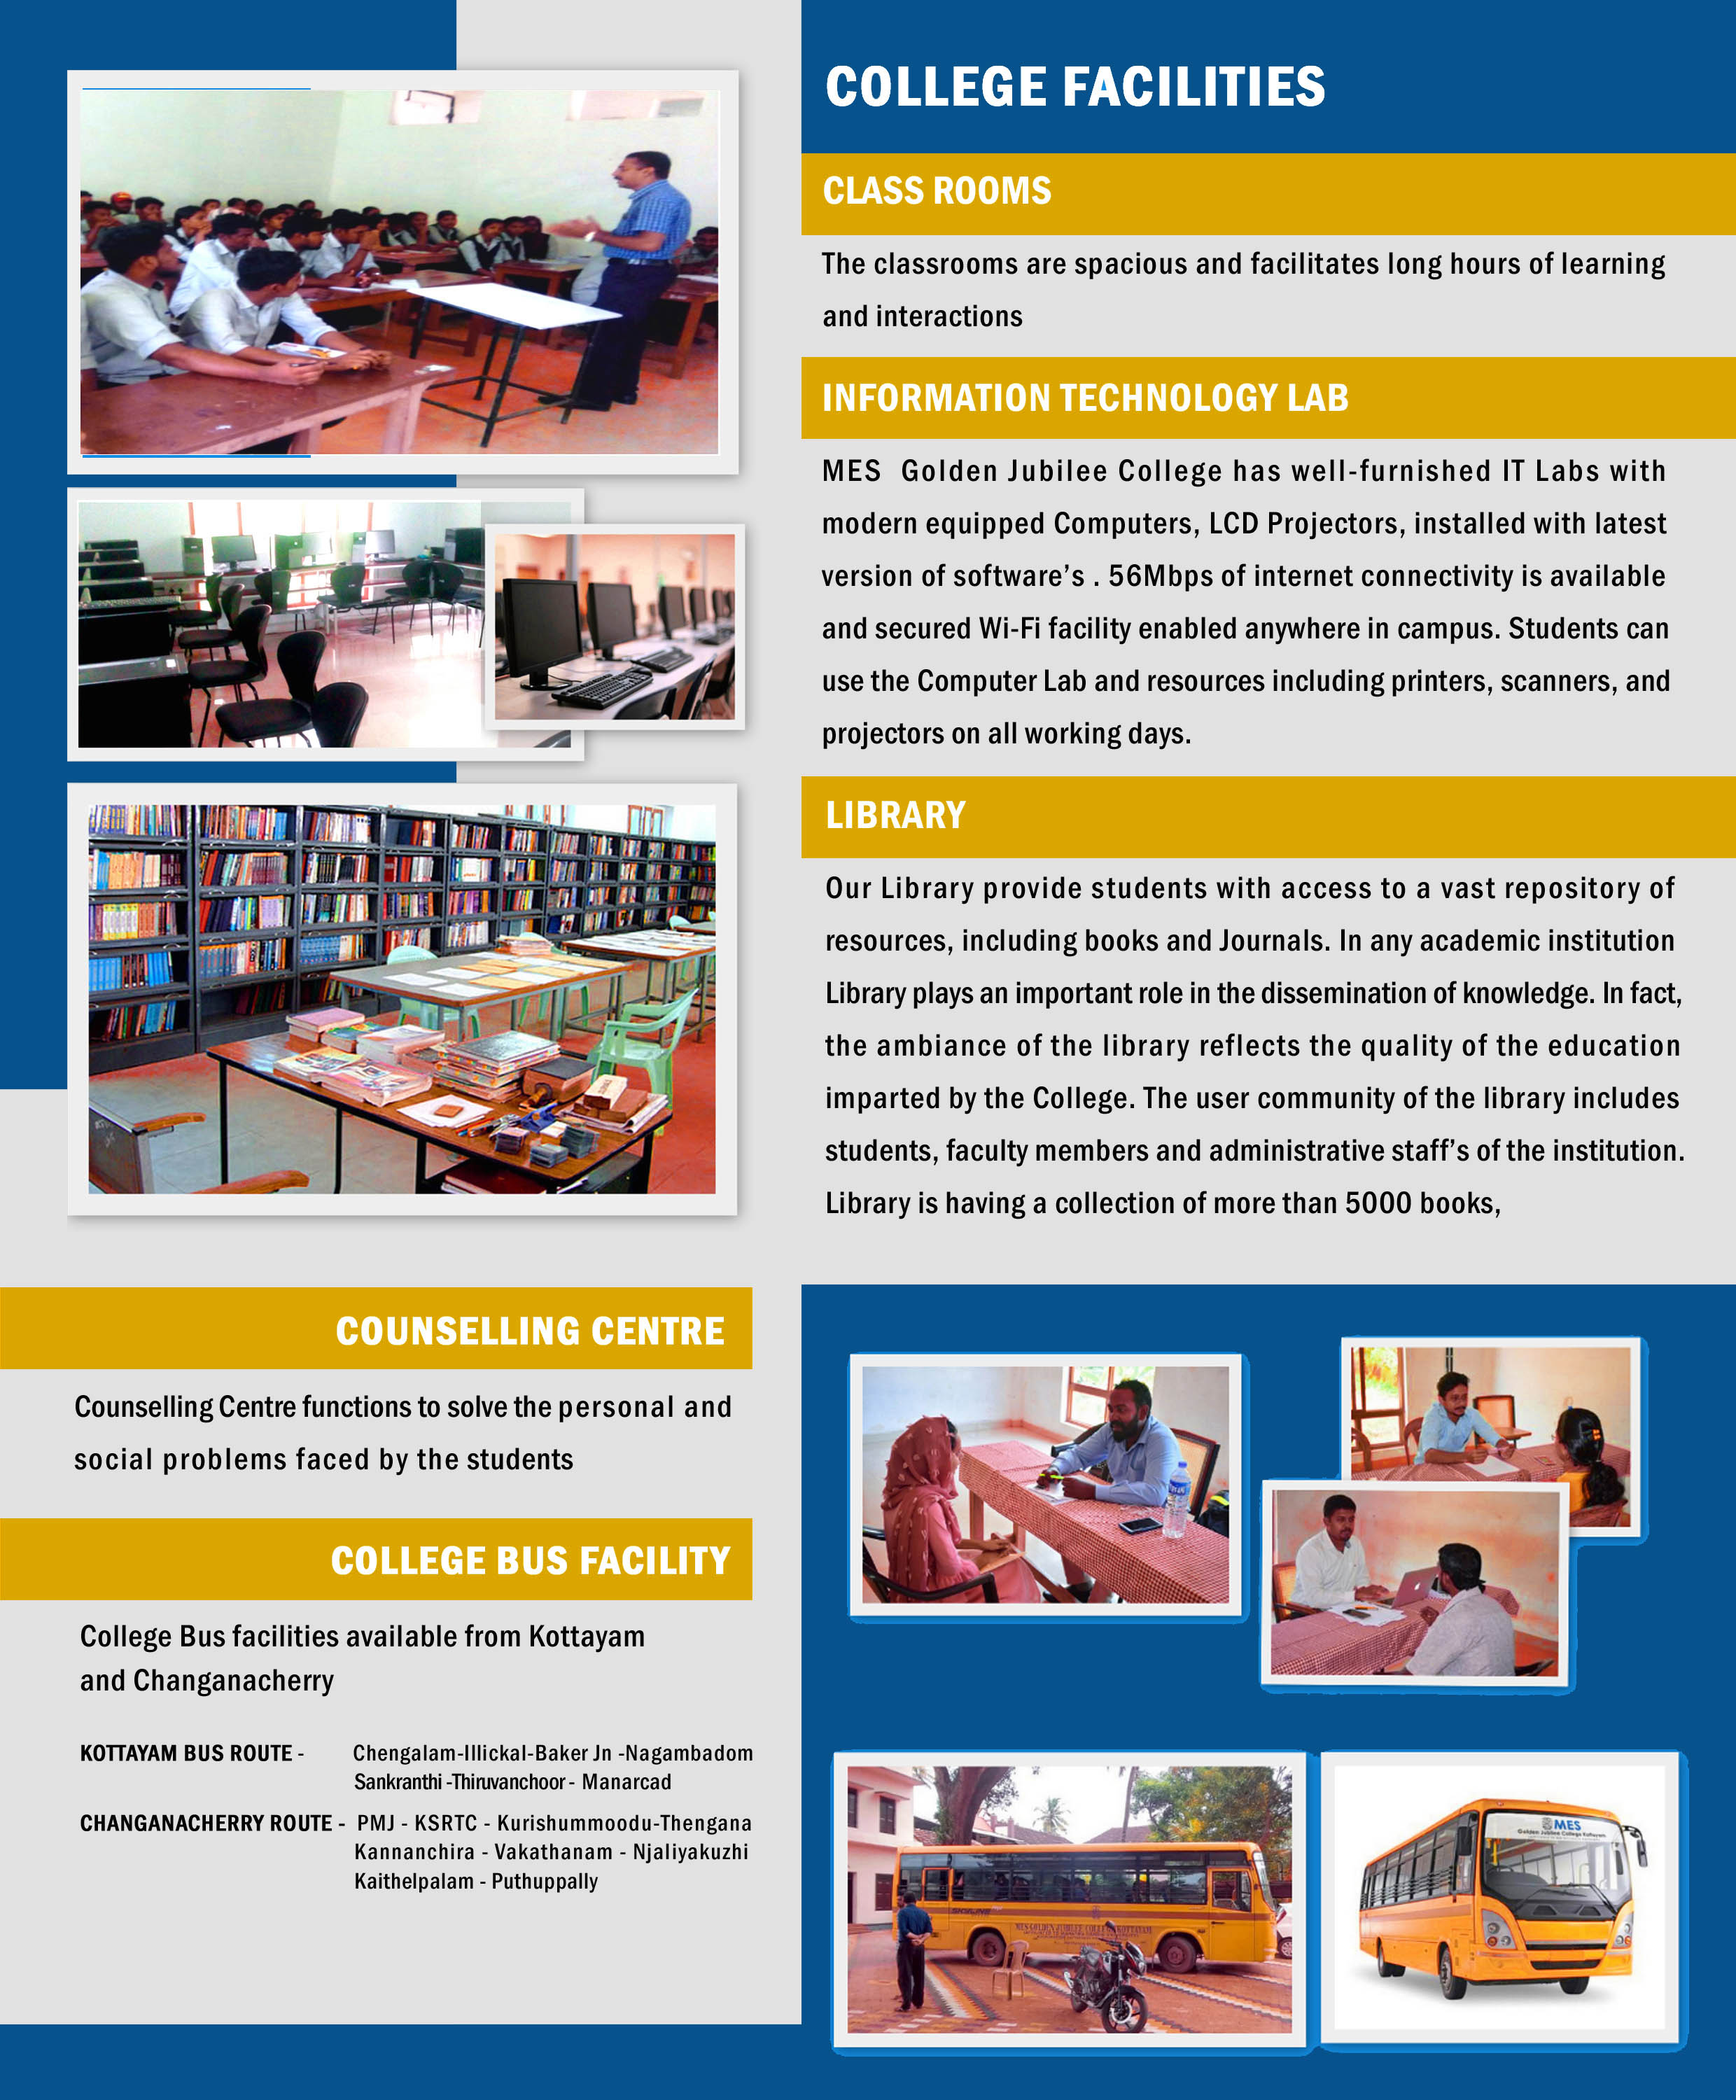 COLLEGE FACILITIES
CLASS ROOMS
The classrooms are spacious and facilitates long hours of learning
and interactions
INFORMATION TECHNOLOGY LAB
MES Golden Jubilee College has well-furnished IT Labs with
modern equipped Computers, LCD Projectors, installed with latest
version of software’s . 56Mbps of internet connectivity is available
and secured Wi-Fi facility enabled anywhere in campus. Students can
use the Computer Lab and resources including printers, scanners, and
projectors on all working days.
LIBRARY
Our Library provide students with access to a vast repository of
resources, including books and Journals. In any academic institution
Library plays an important role in the dissemination of knowledge. In fact,
the ambiance of the library reflects the quality of the education
imparted by the College. The user community of the library includes
students, faculty members and administrative staff’s of the institution.
Library is having a collection of more than 5000 books,
COUNSELLING CENTRE
Counselling Centre functions to solve the personal and
social problems faced by the students
COLLEGE BUS FACILITY
College Bus facilities available from Kottayam
and Changanacherry
KOTTAYAM BUS ROUTE - Chengalam-Illickal-Baker Jn -Nagambadom
Sankranthi -Thiruvanchoor - Manarcad
CHANGANACHERRY ROUTE - PMJ - KSRTC - Kurishummoodu-Thengana
Kannanchira - Vakathanam - Njaliyakuzhi
Kaithelpalam - Puthuppally
MES GOLDEN JUBILEE COLLEGE KOTTAYAM
MES
Golden Jubilee College Kottayam